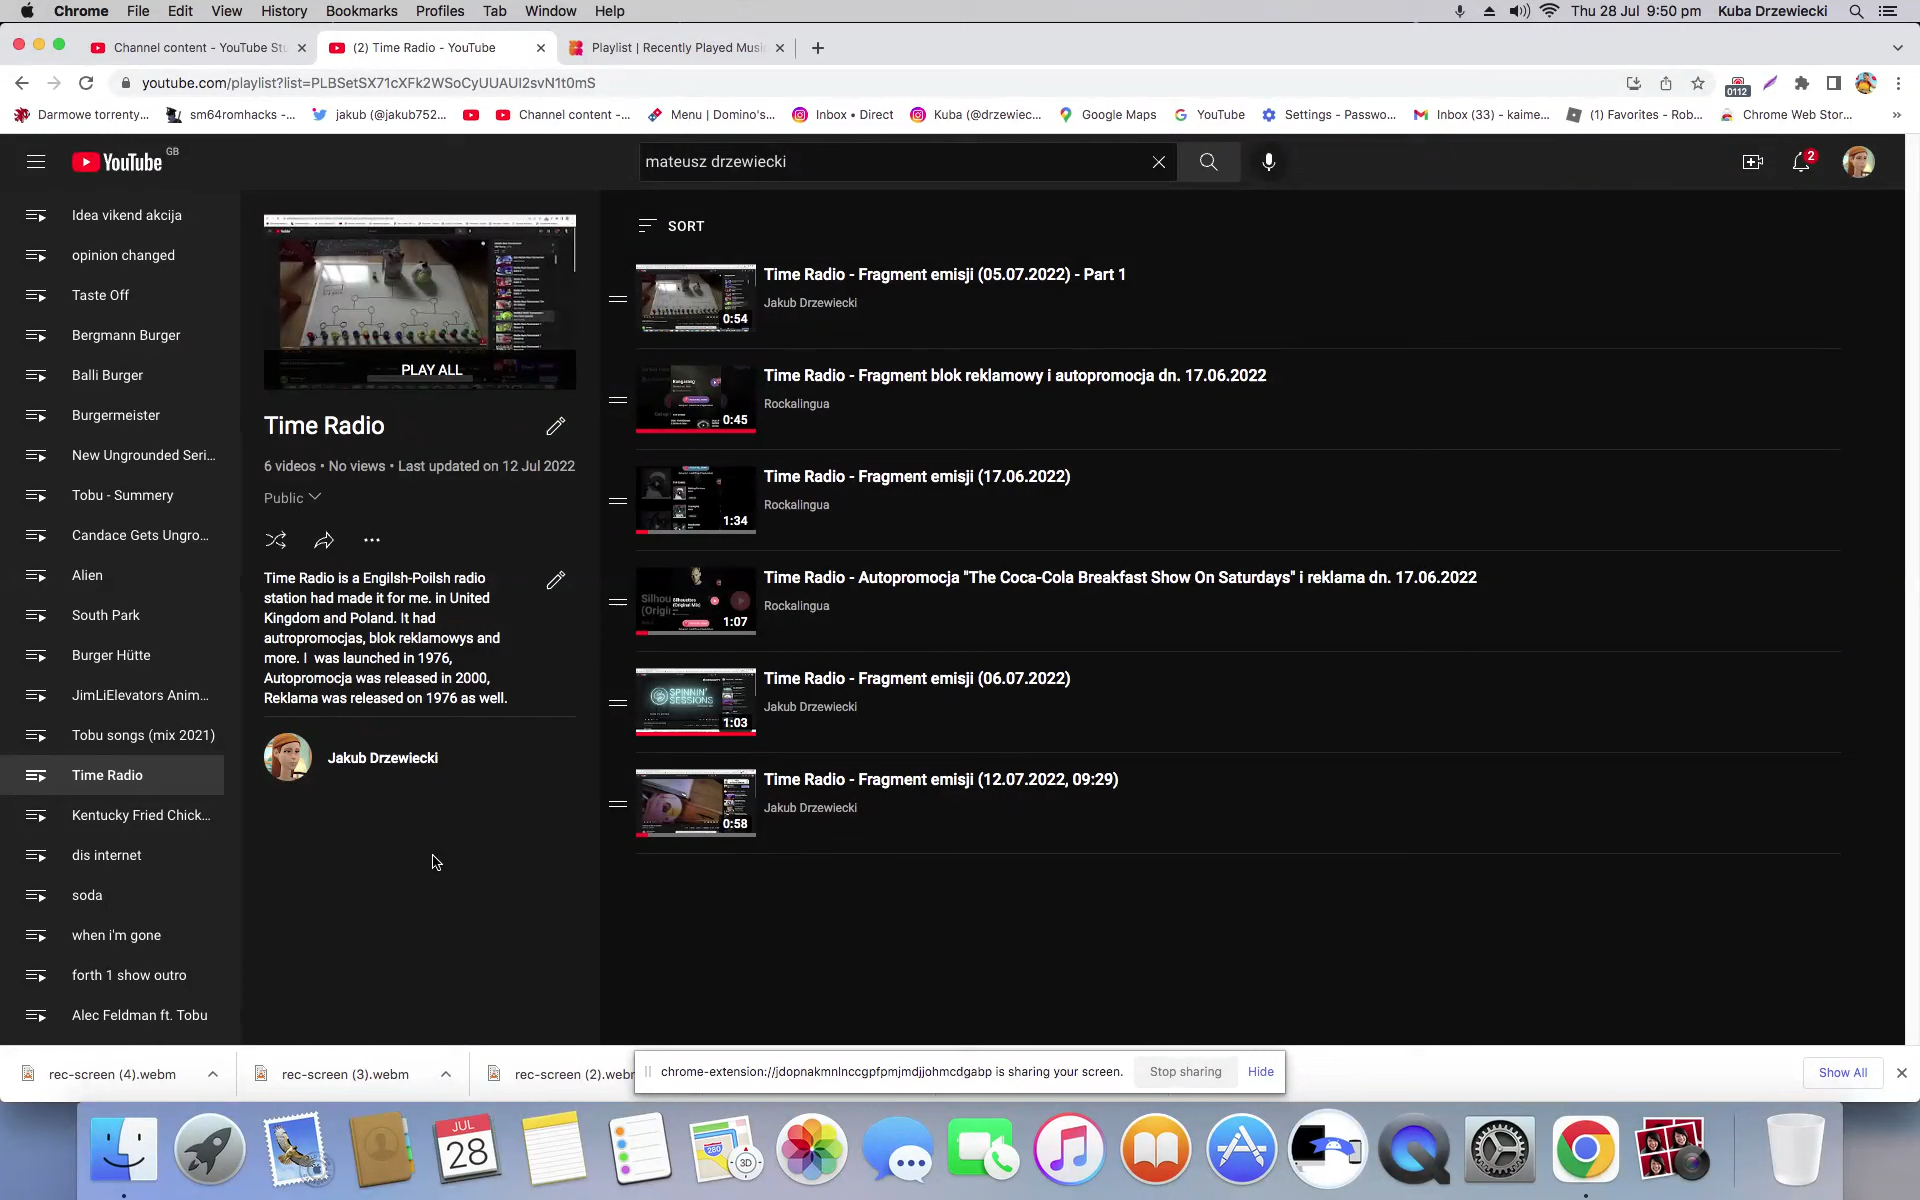 Chrome File Edit View History Bookmarks Profiles Tab Window Help Thu 28 Jul 9:50 pm Kuba Drzewiecki
Channel content - YouTube St (2) Time Radio - YouTube Playlist | Recently Played Musi
youtube.com/playlist?list=PLBSetSX71cXFk2WSoCyUUAUI2svN1t0mS 0112
Darmowe torrenty... sm64romhacks -... jakub (@jakub752... Channel content -... Menu | Domino's... Inbox • Direct Kuba (@drzewiec... Google Maps YouTube Settings - Passwo... Inbox (33) - kaime... (1) Favorites - Rob... Chrome Web Stor... »
YouTube GB
mateusz drzewiecki
2
Idea vikend akcija
opinion changed
Taste Off
Bergmann Burger
Balli Burger
Burgermeister
New Ungrounded Seri...
Tobu - Summery
Candace Gets Ungro...
Alien
South Park
Burger Hütte
JimLiElevators Anim...
Tobu songs (mix 2021)
Time Radio
Kentucky Fried Chick...
dis internet
soda
when i'm gone
forth 1 show outro
Alec Feldman ft. Tobu
PLAY ALL
Time Radio
6 videos • No views • Last updated on 12 Jul 2022
Public
Time Radio is a Engilsh-Poilsh radio
station had made it for me. in United
Kingdom and Poland. It had
autropromocjas, blok reklamowys and
more. I  was launched in 1976,
Autopromocja was released in 2000,
Reklama was released on 1976 as well.
Jakub Drzewiecki
SORT
Time Radio - Fragment emisji (05.07.2022) - Part 1
Jakub Drzewiecki
0:54
Time Radio - Fragment blok reklamowy i autopromocja dn. 17.06.2022
Rockalingua
0:45
Time Radio - Fragment emisji (17.06.2022)
Rockalingua
1:34
Time Radio - Autopromocja "The Coca-Cola Breakfast Show On Saturdays" i reklama dn. 17.06.2022
Rockalingua
1:07
Time Radio - Fragment emisji (06.07.2022)
Jakub Drzewiecki
SPINNIN' SESSIONS
1:03
Time Radio - Fragment emisji (12.07.2022, 09:29)
Jakub Drzewiecki
0:58
rec-screen (4).webm rec-screen (3).webm rec-screen (2).webm
chrome-extension://jdopnakmnlnccgpfpmjmdjjohmcdgabp is sharing your screen. Stop sharing Hide
Show All
JUL
28
280
3D